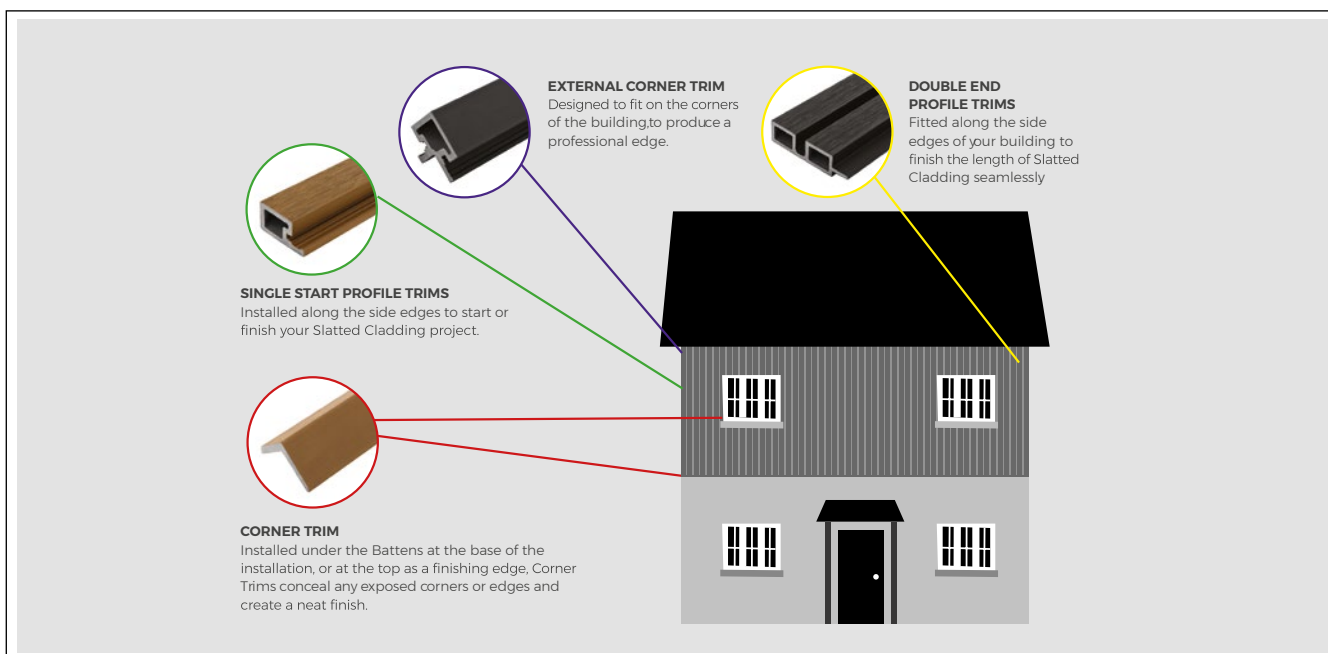 EXTERNAL CORNER TRIM
Designed to fit on the corners
of the building,to produce a
professional edge.
DOUBLE END
PROFILE TRIMS
Fitted along the side
edges of your building to
finish the length of Slatted
Cladding seamlessly
SINGLE START PROFILE TRIMS
Installed along the side edges to start or
finish your Slatted Cladding project.
CORNER TRIM
Installed under the Battens at the base of the
installation, or at the top as a finishing edge, Corner
Trims conceal any exposed corners or edges and
create a neat finish.